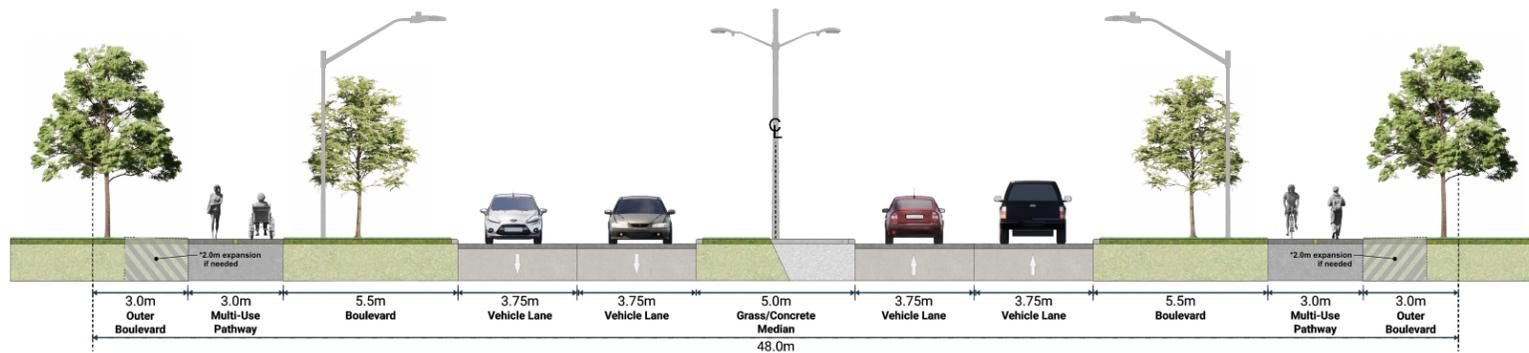 ℄
*2.0m expansion
if needed
*2.0m expansion
if needed
3.0m
Outer
Boulevard
3.0m
Multi-Use
Pathway
5.5m
Boulevard
3.75m
Vehicle Lane
3.75m
Vehicle Lane
5.0m
Grass/Concrete
Median
3.75m
Vehicle Lane
3.75m
Vehicle Lane
5.5m
Boulevard
3.0m
Multi-Use
Pathway
3.0m
Outer
Boulevard
48.0m